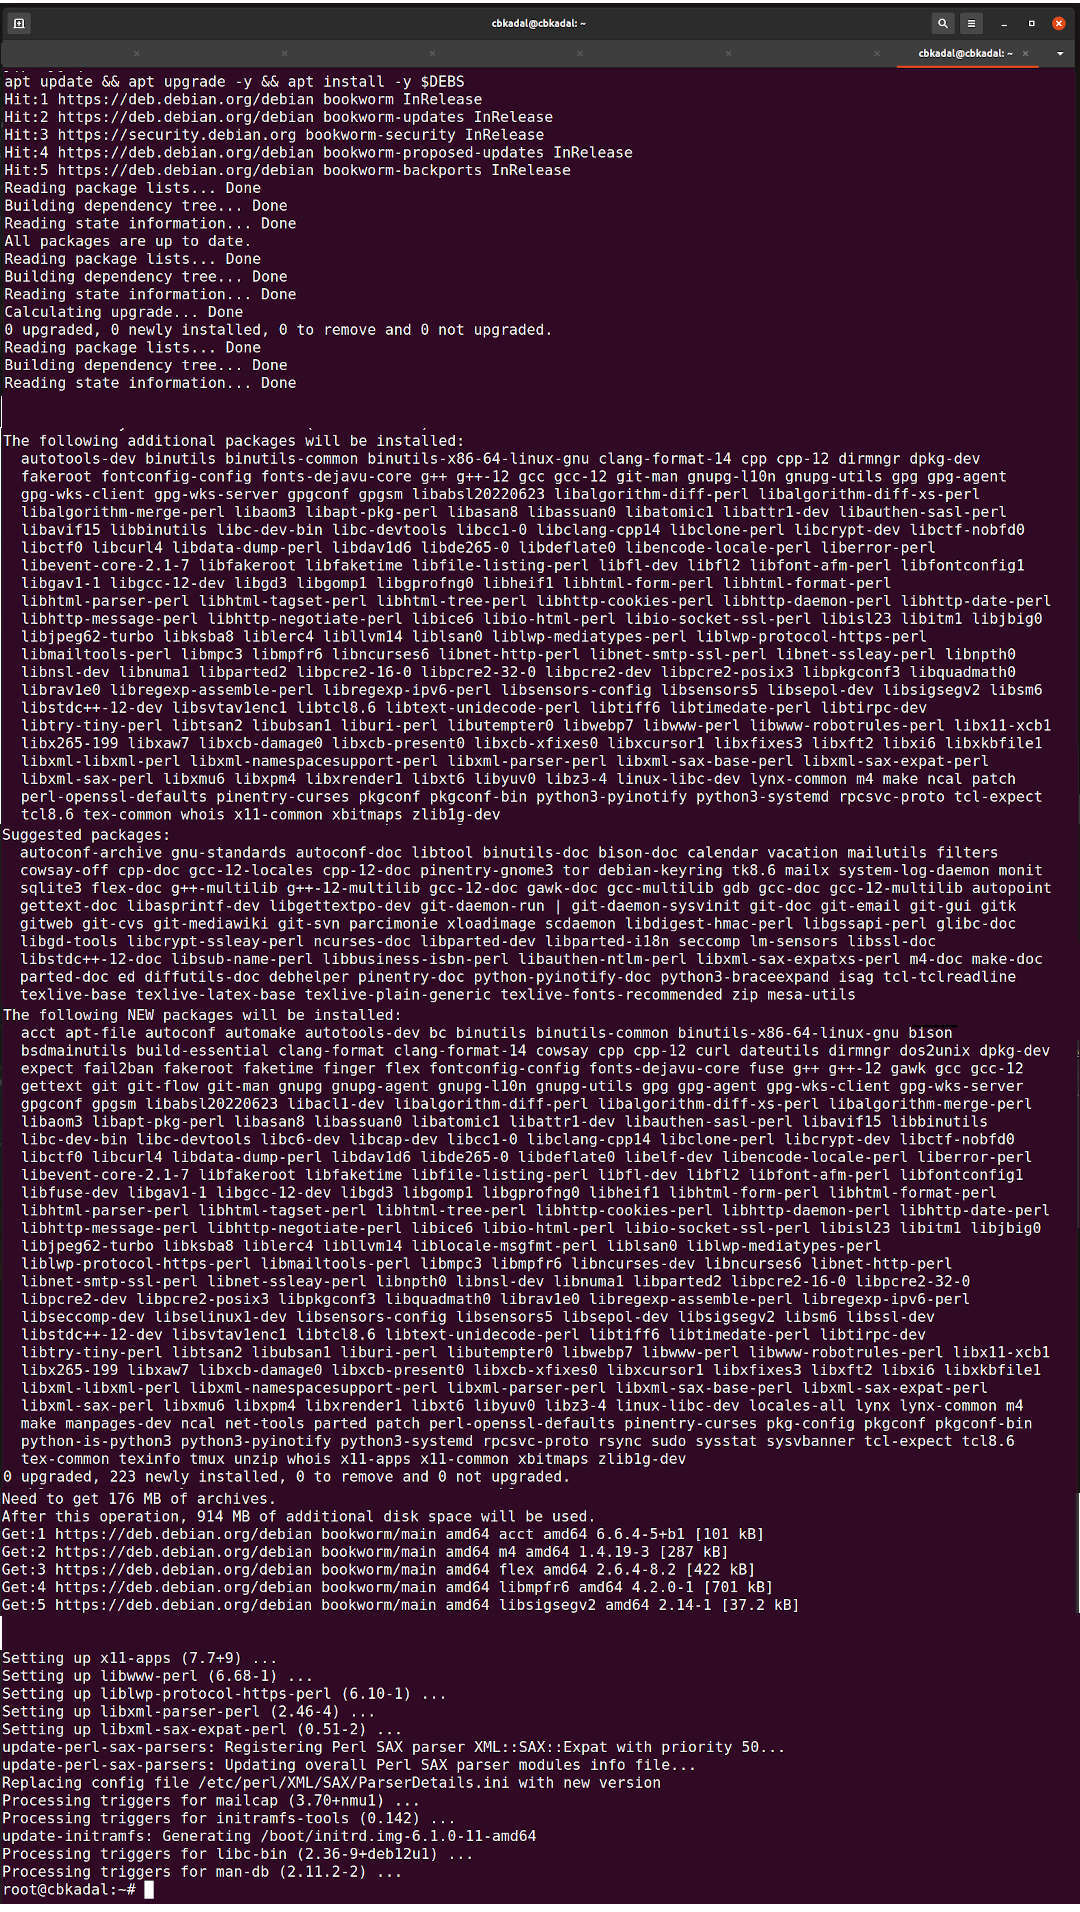 cbkadal@cbkadal: ~
cbkadal@cbkadal: ~
apt update && apt upgrade -y && apt install -y $DEBS
Hit:1 https://deb.debian.org/debian bookworm InRelease
Hit:2 https://deb.debian.org/debian bookworm-updates InRelease
Hit:3 https://security.debian.org bookworm-security InRelease
Hit:4 https://deb.debian.org/debian bookworm-proposed-updates InRelease
Hit:5 https://deb.debian.org/debian bookworm-backports InRelease
Reading package lists... Done
Building dependency tree... Done
Reading state information... Done
All packages are up to date.
Reading package lists... Done
Building dependency tree... Done
Reading state information... Done
Calculating upgrade... Done
0 upgraded, 0 newly installed, 0 to remove and 0 not upgraded.
Reading package lists... Done
Building dependency tree... Done
Reading state information... Done
The following additional packages will be installed:
autotools-dev binutils binutils-common binutils-x86-64-linux-gnu clang-format-14 cpp cpp-12 dirmngr dpkg-dev
fakeroot fontconfig-config fonts-dejavu-core g++ g++-12 gcc gcc-12 git-man gnupg-l10n gnupg-utils gpg gpg-agent
gpg-wks-client gpg-wks-server gpgconf gpgsm libabsl20220623 libalgorithm-diff-perl libalgorithm-diff-xs-perl
libalgorithm-merge-perl libaom3 libapt-pkg-perl libasan8 libassuan0 libatomic1 libattr1-dev libauthen-sasl-perl
libavif15 libbinutils libc-dev-bin libc-devtools libcc1-0 libclang-cpp14 libclone-perl libcrypt-dev libctf-nobfd0
libctf0 libcurl4 libdata-dump-perl libdav1d6 libde265-0 libdeflate0 libencode-locale-perl liberror-perl
libevent-core-2.1-7 libfakeroot libfaketime libfile-listing-perl libfl-dev libfl2 libfont-afm-perl libfontconfig1
libgav1-1 libgcc-12-dev libgd3 libgomp1 libgprofng0 libheif1 libhtml-form-perl libhtml-format-perl
libhtml-parser-perl libhtml-tagset-perl libhtml-tree-perl libhttp-cookies-perl libhttp-daemon-perl libhttp-date-perl
libhttp-message-perl libhttp-negotiate-perl libice6 libio-html-perl libio-socket-ssl-perl libisl23 libitm1 libjbig0
libjpeg62-turbo libksba8 liblerc4 libllvm14 liblsan0 liblwp-mediatypes-perl liblwp-protocol-https-perl
libmailtools-perl libmpc3 libmpfr6 libncurses6 libnet-http-perl libnet-smtp-ssl-perl libnet-ssleay-perl libnpth0
libnsl-dev libnuma1 libparted2 libpcre2-16-0 libpcre2-32-0 libpcre2-dev libpcre2-posix3 libpkgconf3 libquadmath0
librav1e0 libregexp-assemble-perl libregexp-ipv6-perl libsensors-config libsensors5 libsepol-dev libsigsegv2 libsm6
libstdc++-12-dev libsvtav1enc1 libtcl8.6 libtext-unidecode-perl libtiff6 libtimedate-perl libtirpc-dev
libtry-tiny-perl libtsan2 libubsan1 liburi-perl libutempter0 libwebp7 libwww-perl libwww-robotrules-perl libx11-xcb1
libx265-199 libxaw7 libxcb-damage0 libxcb-present0 libxcb-xfixes0 libxcursor1 libxfixes3 libxft2 libxi6 libxkbfile1
libxml-libxml-perl libxml-namespacesupport-perl libxml-parser-perl libxml-sax-base-perl libxml-sax-expat-perl
libxml-sax-perl libxmu6 libxpm4 libxrender1 libxt6 libyuv0 libz3-4 linux-libc-dev lynx-common m4 make ncal patch
perl-openssl-defaults pinentry-curses pkgconf pkgconf-bin python3-pyinotify python3-systemd rpcsvc-proto tcl-expect
tcl8.6 tex-common whois x11-common xbitmaps zlib1g-dev
Suggested packages:
autoconf-archive gnu-standards autoconf-doc libtool binutils-doc bison-doc calendar vacation mailutils filters
cowsay-off cpp-doc gcc-12-locales cpp-12-doc pinentry-gnome3 tor debian-keyring tk8.6 mailx system-log-daemon monit
sqlite3 flex-doc g++-multilib g++-12-multilib gcc-12-doc gawk-doc gcc-multilib gdb gcc-doc gcc-12-multilib autopoint
gettext-doc libasprintf-dev libgettextpo-dev git-daemon-run | git-daemon-sysvinit git-doc git-email git-gui gitk
gitweb git-cvs git-mediawiki git-svn parcimonie xloadimage scdaemon libdigest-hmac-perl libgssapi-perl glibc-doc
libgd-tools libcrypt-ssleay-perl ncurses-doc libparted-dev libparted-i18n seccomp lm-sensors libssl-doc
libstdc++-12-doc libsub-name-perl libbusiness-isbn-perl libauthen-ntlm-perl libxml-sax-expatxs-perl m4-doc make-doc
parted-doc ed diffutils-doc debhelper pinentry-doc python-pyinotify-doc python3-braceexpand isag tcl-tclreadline
texlive-base texlive-latex-base texlive-plain-generic texlive-fonts-recommended zip mesa-utils
The following NEW packages will be installed:
acct apt-file autoconf automake autotools-dev bc binutils binutils-common binutils-x86-64-linux-gnu bison
bsdmainutils build-essential clang-format clang-format-14 cowsay cpp cpp-12 curl dateutils dirmngr dos2unix dpkg-dev
expect fail2ban fakeroot faketime finger flex fontconfig-config fonts-dejavu-core fuse g++ g++-12 gawk gcc gcc-12
gettext git git-flow git-man gnupg gnupg-agent gnupg-l10n gnupg-utils gpg gpg-agent gpg-wks-client gpg-wks-server
gpgconf gpgsm libabsl20220623 libacl1-dev libalgorithm-diff-perl libalgorithm-diff-xs-perl libalgorithm-merge-perl
libaom3 libapt-pkg-perl libasan8 libassuan0 libatomic1 libattr1-dev libauthen-sasl-perl libavif15 libbinutils
libc-dev-bin libc-devtools libc6-dev libcap-dev libcc1-0 libclang-cpp14 libclone-perl libcrypt-dev libctf-nobfd0
libctf0 libcurl4 libdata-dump-perl libdav1d6 libde265-0 libdeflate0 libelf-dev libencode-locale-perl liberror-perl
libevent-core-2.1-7 libfakeroot libfaketime libfile-listing-perl libfl-dev libfl2 libfont-afm-perl libfontconfig1
libfuse-dev libgav1-1 libgcc-12-dev libgd3 libgomp1 libgprofng0 libheif1 libhtml-form-perl libhtml-format-perl
libhtml-parser-perl libhtml-tagset-perl libhtml-tree-perl libhttp-cookies-perl libhttp-daemon-perl libhttp-date-perl
libhttp-message-perl libhttp-negotiate-perl libice6 libio-html-perl libio-socket-ssl-perl libisl23 libitm1 libjbig0
libjpeg62-turbo libksba8 liblerc4 libllvm14 liblocale-msgfmt-perl liblsan0 liblwp-mediatypes-perl
liblwp-protocol-https-perl libmailtools-perl libmpc3 libmpfr6 libncurses-dev libncurses6 libnet-http-perl
libnet-smtp-ssl-perl libnet-ssleay-perl libnpth0 libnsl-dev libnuma1 libparted2 libpcre2-16-0 libpcre2-32-0
libpcre2-dev libpcre2-posix3 libpkgconf3 libquadmath0 librav1e0 libregexp-assemble-perl libregexp-ipv6-perl
libseccomp-dev libselinux1-dev libsensors-config libsensors5 libsepol-dev libsigsegv2 libsm6 libssl-dev
libstdc++-12-dev libsvtav1enc1 libtcl8.6 libtext-unidecode-perl libtiff6 libtimedate-perl libtirpc-dev
libtry-tiny-perl libtsan2 libubsan1 liburi-perl libutempter0 libwebp7 libwww-perl libwww-robotrules-perl libx11-xcb1
libx265-199 libxaw7 libxcb-damage0 libxcb-present0 libxcb-xfixes0 libxcursor1 libxfixes3 libxft2 libxi6 libxkbfile1
libxml-libxml-perl libxml-namespacesupport-perl libxml-parser-perl libxml-sax-base-perl libxml-sax-expat-perl
libxml-sax-perl libxmu6 libxpm4 libxrender1 libxt6 libyuv0 libz3-4 linux-libc-dev locales-all lynx lynx-common m4
make manpages-dev ncal net-tools parted patch perl-openssl-defaults pinentry-curses pkg-config pkgconf pkgconf-bin
python-is-python3 python3-pyinotify python3-systemd rpcsvc-proto rsync sudo sysstat sysvbanner tcl-expect tcl8.6
tex-common texinfo tmux unzip whois x11-apps x11-common xbitmaps zlib1g-dev
0 upgraded, 223 newly installed, 0 to remove and 0 not upgraded.
Need to get 176 MB of archives.
After this operation, 914 MB of additional disk space will be used.
Get:1 https://deb.debian.org/debian bookworm/main amd64 acct amd64 6.6.4-5+b1 [101 kB]
Get:2 https://deb.debian.org/debian bookworm/main amd64 m4 amd64 1.4.19-3 [287 kB]
Get:3 https://deb.debian.org/debian bookworm/main amd64 flex amd64 2.6.4-8.2 [422 kB]
Get:4 https://deb.debian.org/debian bookworm/main amd64 libmpfr6 amd64 4.2.0-1 [701 kB]
Get:5 https://deb.debian.org/debian bookworm/main amd64 libsigsegv2 amd64 2.14-1 [37.2 kB]
Setting up x11-apps (7.7+9) ...
Setting up libwww-perl (6.68-1) ...
Setting up liblwp-protocol-https-perl (6.10-1) ...
Setting up libxml-parser-perl (2.46-4) ...
Setting up libxml-sax-expat-perl (0.51-2) ...
update-perl-sax-parsers: Registering Perl SAX parser XML::SAX::Expat with priority 50...
update-perl-sax-parsers: Updating overall Perl SAX parser modules info file...
Replacing config file /etc/perl/XML/SAX/ParserDetails.ini with new version
Processing triggers for mailcap (3.70+nmu1) ...
Processing triggers for initramfs-tools (0.142) ...
update-initramfs: Generating /boot/initrd.img-6.1.0-11-amd64
Processing triggers for libc-bin (2.36-9+deb12u1) ...
Processing triggers for man-db (2.11.2-2) ...
root@cbkadal:~#